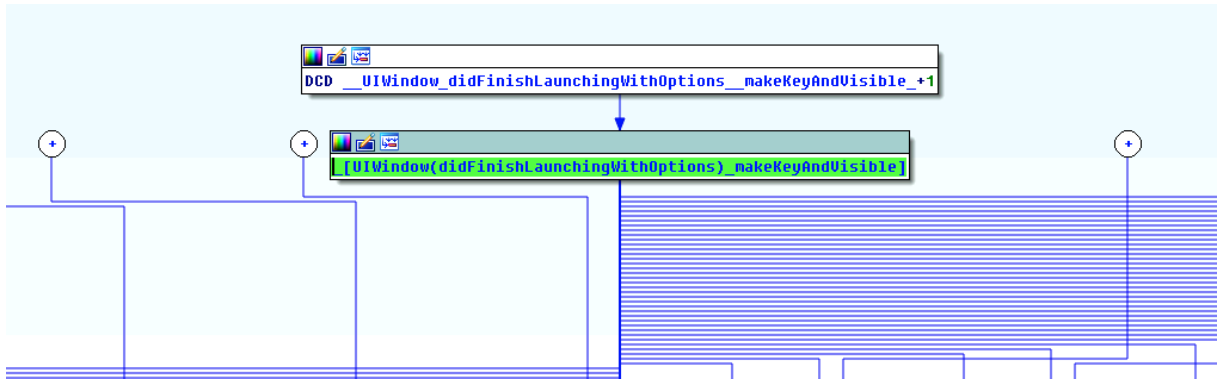 DCD __UIWindow_didFinishLaunchingWithOptions__makeKeyAndVisible_+1
+
+
_[UIWindow(didFinishLaunchingWithOptions)_makeKeyAndVisible]
+